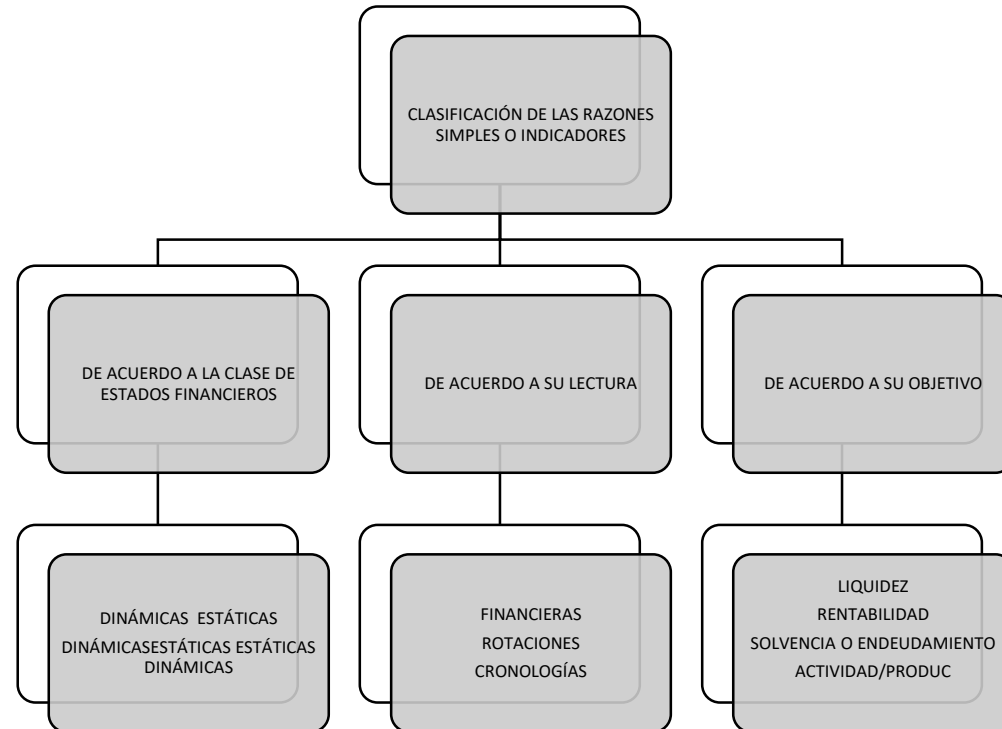 CLASIFICACIÓN DE LAS RAZONES
SIMPLES O INDICADORES
DE ACUERDO A LA CLASE DE
ESTADOS FINANCIEROS
DE ACUERDO A SU LECTURA
DE ACUERDO A SU OBJETIVO
DINÁMICAS ESTÁTICAS
DINÁMICASESTÁTICAS ESTÁTICAS
DINÁMICAS
FINANCIERAS
ROTACIONES
CRONOLOGÍAS
LIQUIDEZ
RENTABILIDAD
SOLVENCIA O ENDEUDAMIENTO
ACTIVIDAD/PRODUC